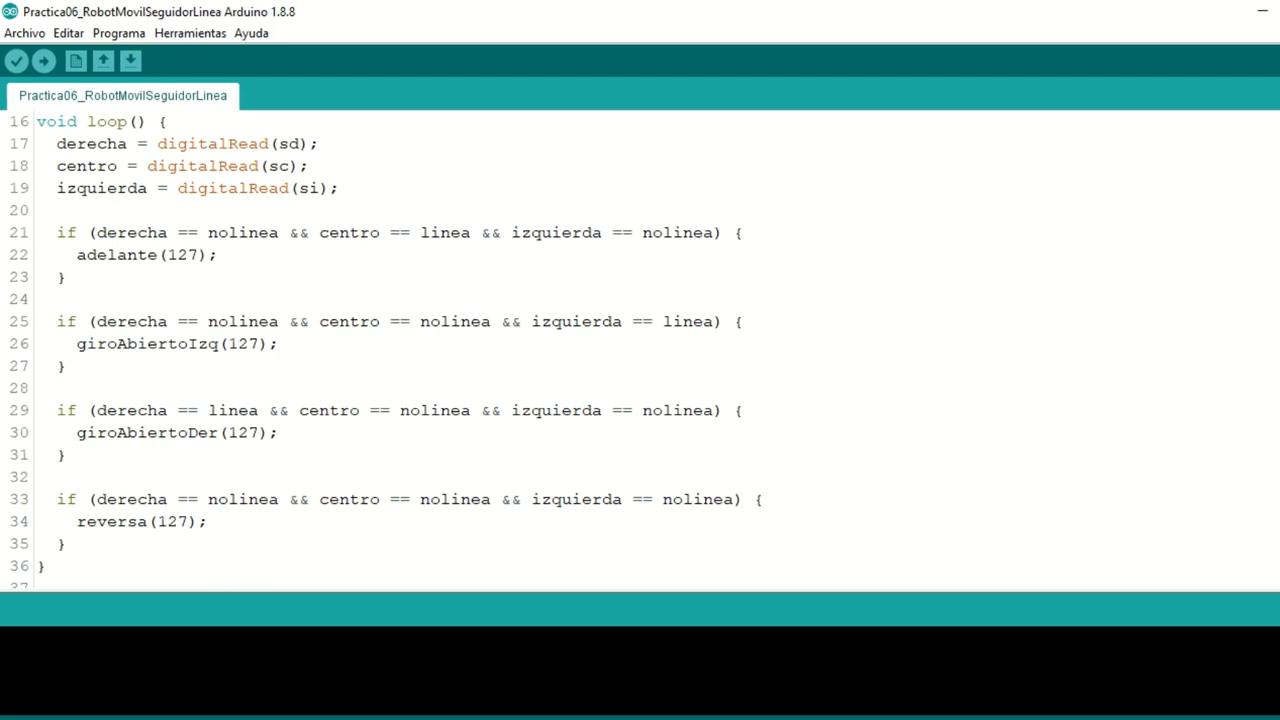 Practica06_RobotMovilSeguidorLinea Arduino 1.8.8
Archivo Editar Programa Herramientas Ayuda
Practica06_RobotMovilSeguidorLinea
16 void loop() {
17   derecha = digitalRead(sd);
18   centro = digitalRead(sc);
19   izquierda = digitalRead(si);
20
21   if (derecha == nolinea && centro == linea && izquierda == nolinea) {
22     adelante(127);
23   }
24
25   if (derecha == nolinea && centro == nolinea && izquierda == linea) {
26     giroAbiertoIzq(127);
27   }
28
29   if (derecha == linea && centro == nolinea && izquierda == nolinea) {
30     giroAbiertoDer(127);
31   }
32
33   if (derecha == nolinea && centro == nolinea && izquierda == nolinea) {
34     reversa(127);
35   }
36 }
37